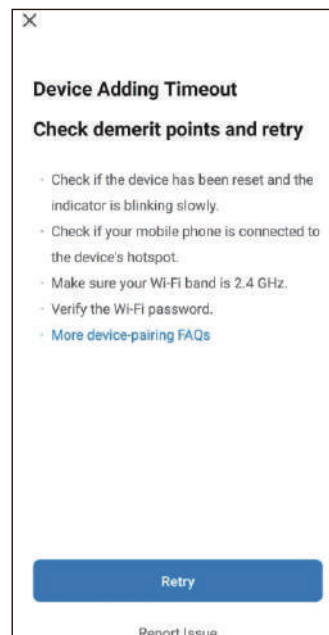 Device Adding Timeout
Check demerit points and retry
Check if the device has been reset and the
indicator is blinking slowly.
Check if your mobile phone is connected to
the device's hotspot.
Make sure your Wi-Fi band is 2.4 GHz.
Verify the Wi-Fi password.
More device-pairing FAQs
Retry
Report Issue